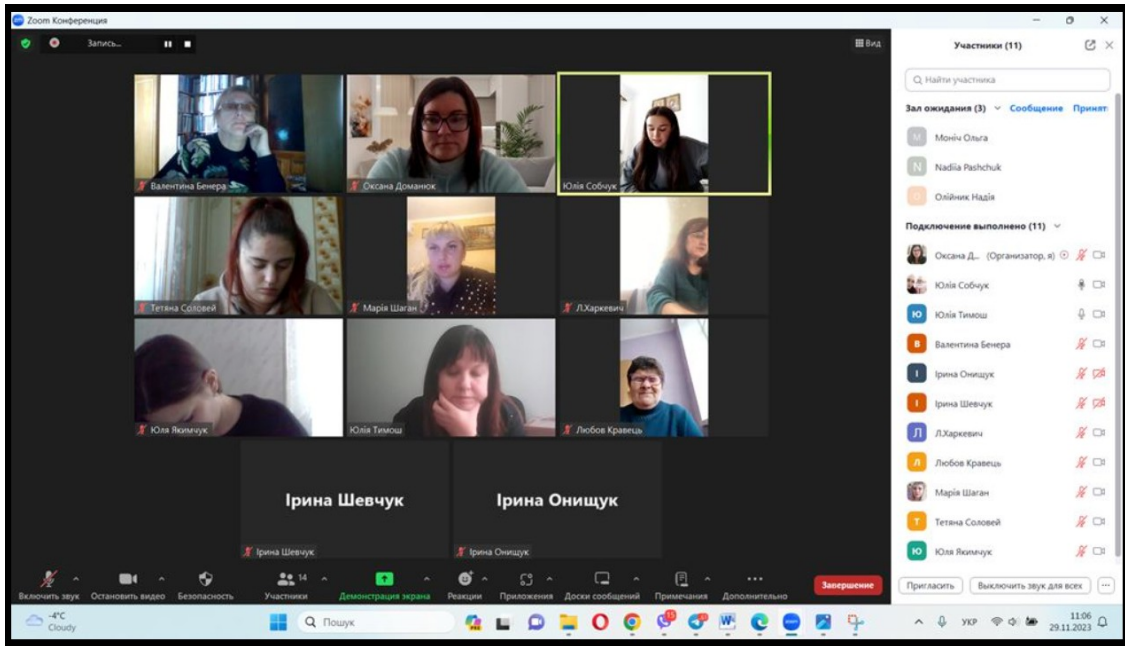 Zoom Конференция
Запись...
Вид
Валентина Бенера
Оксана Доманюк
Юлія Собчук
Тетяна Соловей
Марія Шаган
Л.Харкевич
Юля Якимчук
Юлія Тимош
Любов Кравець
Ірина Шевчук
Ірина Онищук
Ірина Шевчук
Ірина Онищук
Участники (11)
Найти участника
Зал ожидания (3) Сообщение Принят
М Моніч Ольга
N Nadiia Pashchuk
О Олійник Надія
Подключение выполнено (11)
Оксана Д... (Организатор, я)
Юлія Собчук
Ю Юлія Тимош
В Валентина Бенера
І Ірина Онищук
І Ірина Шевчук
Л Л.Харкевич
Л Любов Кравець
Марія Шаган
Т Тетяна Соловей
Ю Юля Якимчук
Пригласить Выключить звук для всех ...
14
Включить звук Остановить видео Безопасность Участники Демонстрация экрана Реакции Приложения Доски сообщений Примечания Дополнительно Завершение
-4°C
Cloudy
Пошук
УКР
11:06
29.11.2023